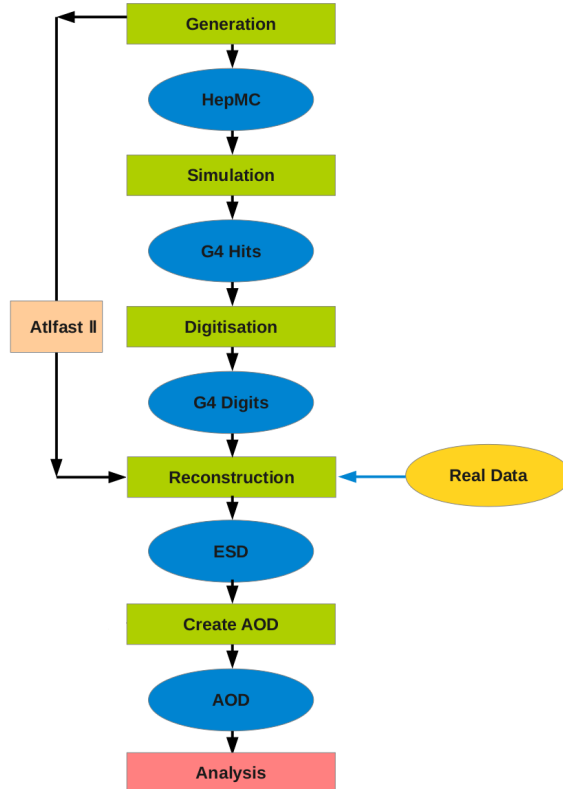 Generation
HepMC
Simulation
G4 Hits
Atlfast Ⅱ
Digitisation
G4 Digits
Reconstruction
Real Data
ESD
Create AOD
AOD
Analysis